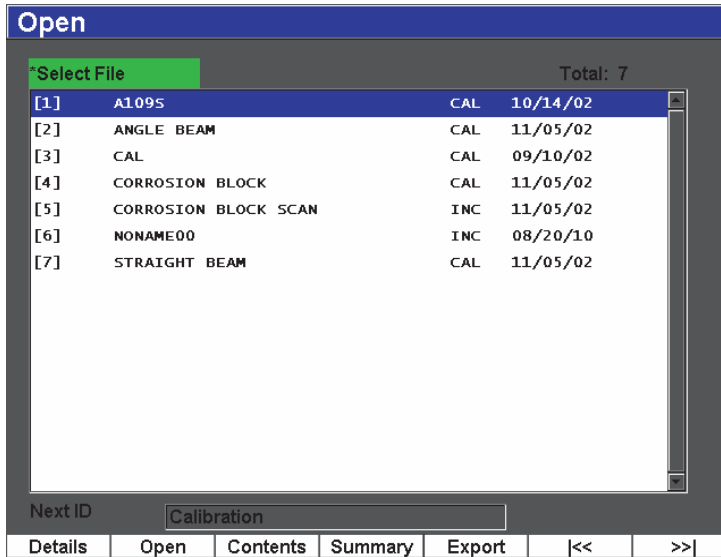 Open
*Select File Total: 7
[1] A109S CAL 10/14/02
[2] ANGLE BEAM CAL 11/05/02
[3] CAL CAL 09/10/02
[4] CORROSION BLOCK CAL 11/05/02
[5] CORROSION BLOCK SCAN INC 11/05/02
[6] NONAME00 INC 08/20/10
[7] STRAIGHT BEAM CAL 11/05/02
Next ID Calibration
Details Open Contents Summary Export |<< >>|